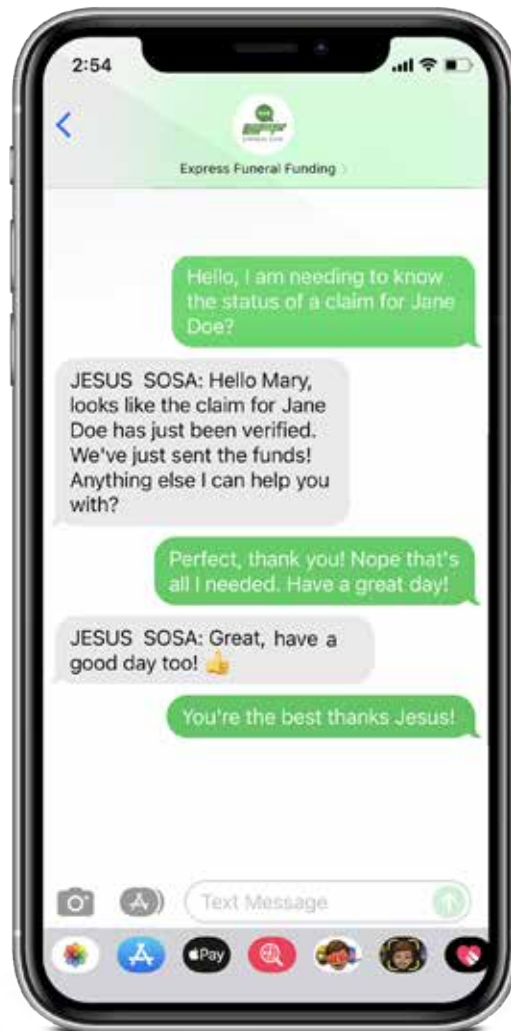 2:54
Express Funeral Funding
Hello, I am needing to know
the status of a claim for Jane
Doe?
JESUS SOSA: Hello Mary,
looks like the claim for Jane
Doe has just been verified.
We've just sent the funds!
Anything else I can help you
with?
Perfect, thank you! Nope that's
all I needed. Have a great day!
JESUS SOSA: Great, have a
good day too! 👍
You're the best thanks Jesus!
Text Message
Pay